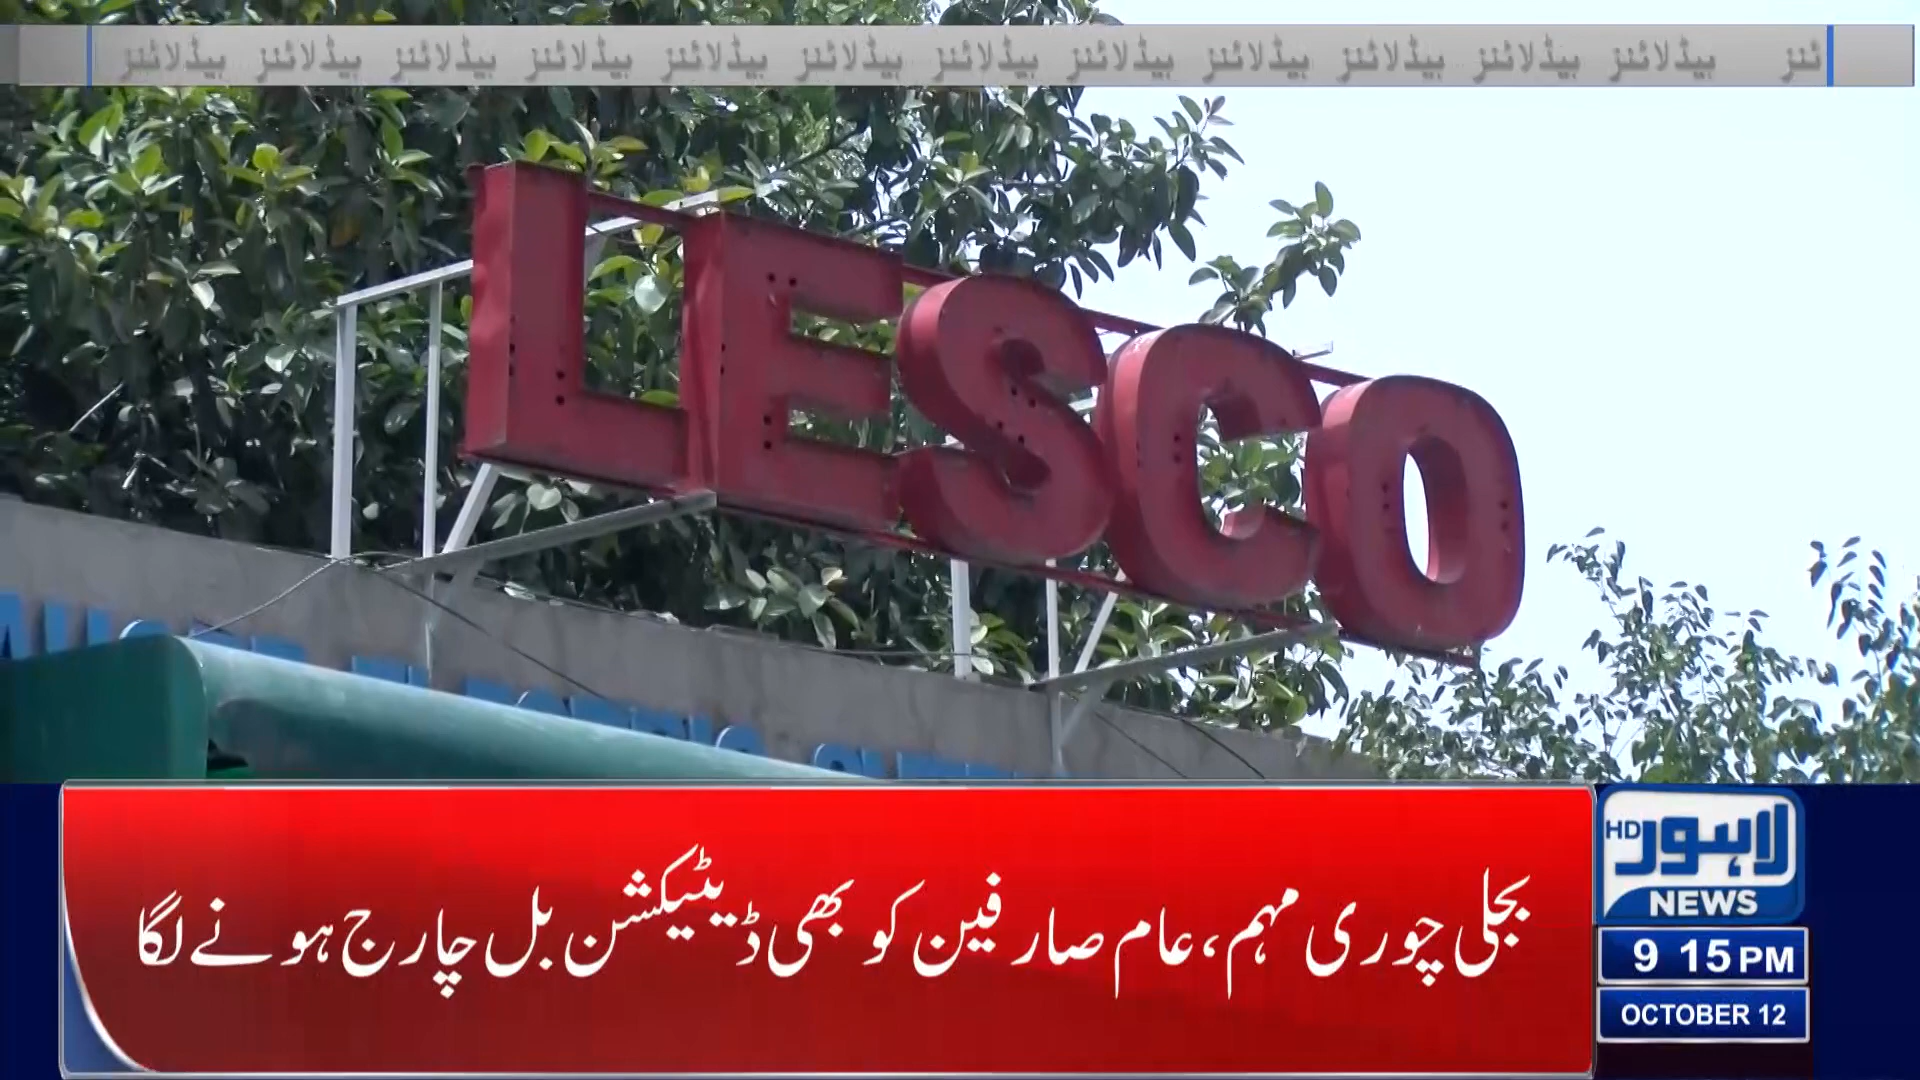 ہیڈلائنز ہیڈلائنز ہیڈلائنز ہیڈلائنز ہیڈلائنز ہیڈلائنز ہیڈلائنز ہیڈلائنز ہیڈلائنز ہیڈلائنز ہیڈلائنز ہیڈلائنز
LESCO
بجلی چوری مہم، عام صارفین کو بھی ڈیٹیکشن بل چارج ہونے لگا
HD لاہور
NEWS
9 15 PM
OCTOBER 12